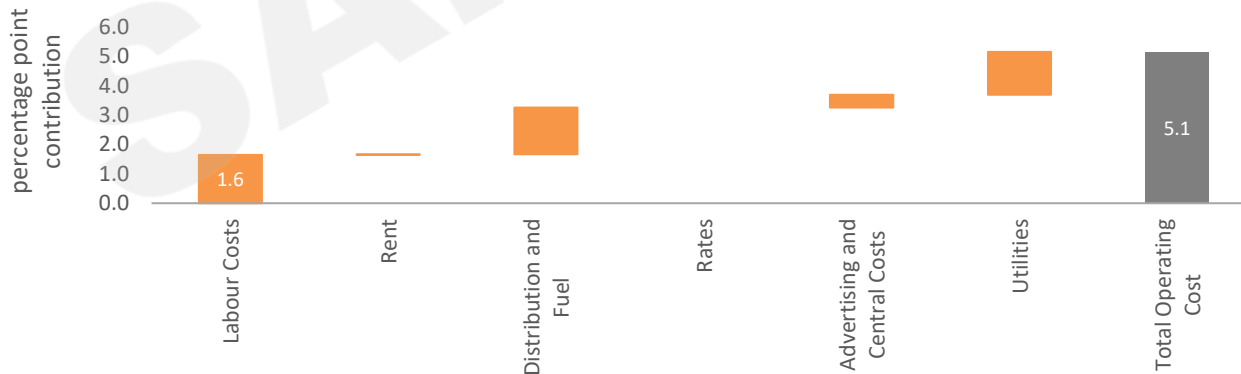 percentage point
contribution
6.0
5.0
4.0
3.0
2.0
1.0
0.0
1.6
5.1
Labour Costs
Rent
Distribution and
Fuel
Rates
Advertising and
Central Costs
Utilities
Total Operating
Cost